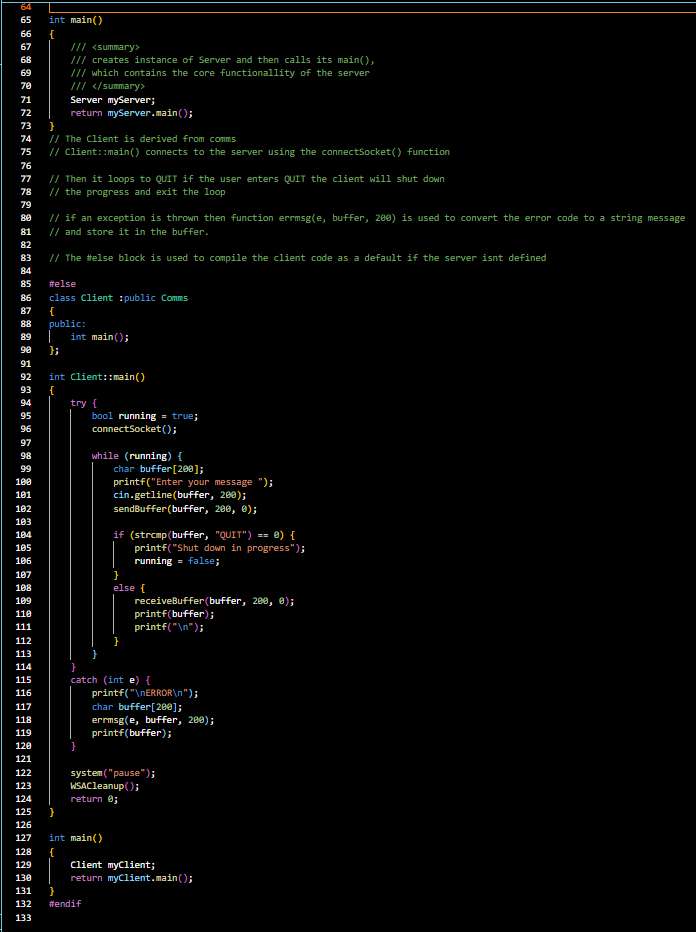 64
65 int main()
66 {
67 /// <summary>
68 /// creates instance of Server and then calls its main(),
69 /// which contains the core functionallity of the server
70 /// </summary>
71 Server myServer;
72 return myServer.main();
73 }
74 // The Client is derived from comms
75 // Client::main() connects to the server using the connectSocket() function
76
77 // Then it loops to QUIT if the user enters QUIT the client will shut down
78 // the progress and exit the loop
79
80 // if an exception is thrown then function errmsg(e, buffer, 200) is used to convert the error code to a string message
81 // and store it in the buffer.
82
83 // The #else block is used to compile the client code as a default if the server isnt defined
84
85 #else
86 class Client :public Comms
87 {
88 public:
89 int main();
90 };
91
92 int Client::main()
93 {
94 try {
95 bool running = true;
96 connectSocket();
97
98 while (running) {
99 char buffer[200];
100 printf("Enter your message ");
101 cin.getline(buffer, 200);
102 sendBuffer(buffer, 200, 0);
103
104 if (strcmp(buffer, "QUIT") == 0) {
105 printf("Shut down in progress");
106 running = false;
107 }
108 else {
109 receiveBuffer(buffer, 200, 0);
110 printf(buffer);
111 printf("\n");
112 }
113 }
114 }
115 catch (int e) {
116 printf("\nERROR\n");
117 char buffer[200];
118 errmsg(e, buffer, 200);
119 printf(buffer);
120 }
121
122 system("pause");
123 WSACleanup();
124 return 0;
125 }
126
127 int main()
128 {
129 Client myClient;
130 return myClient.main();
131 }
132 #endif
133